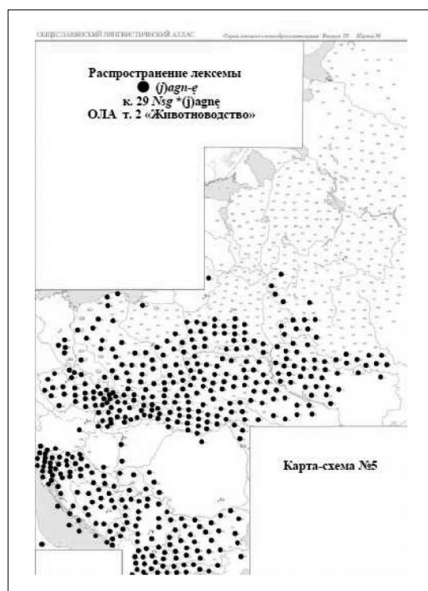 ОБЩЕСЛАВЯНСКИЙ ЛИНГВИСТИЧЕСКИЙ АТЛАС
Распространение лексемы
(j)agn-ę
к. 29 Nsg *(j)agnę
ОЛА т. 2 «Животноводство»
Карта-схема №5